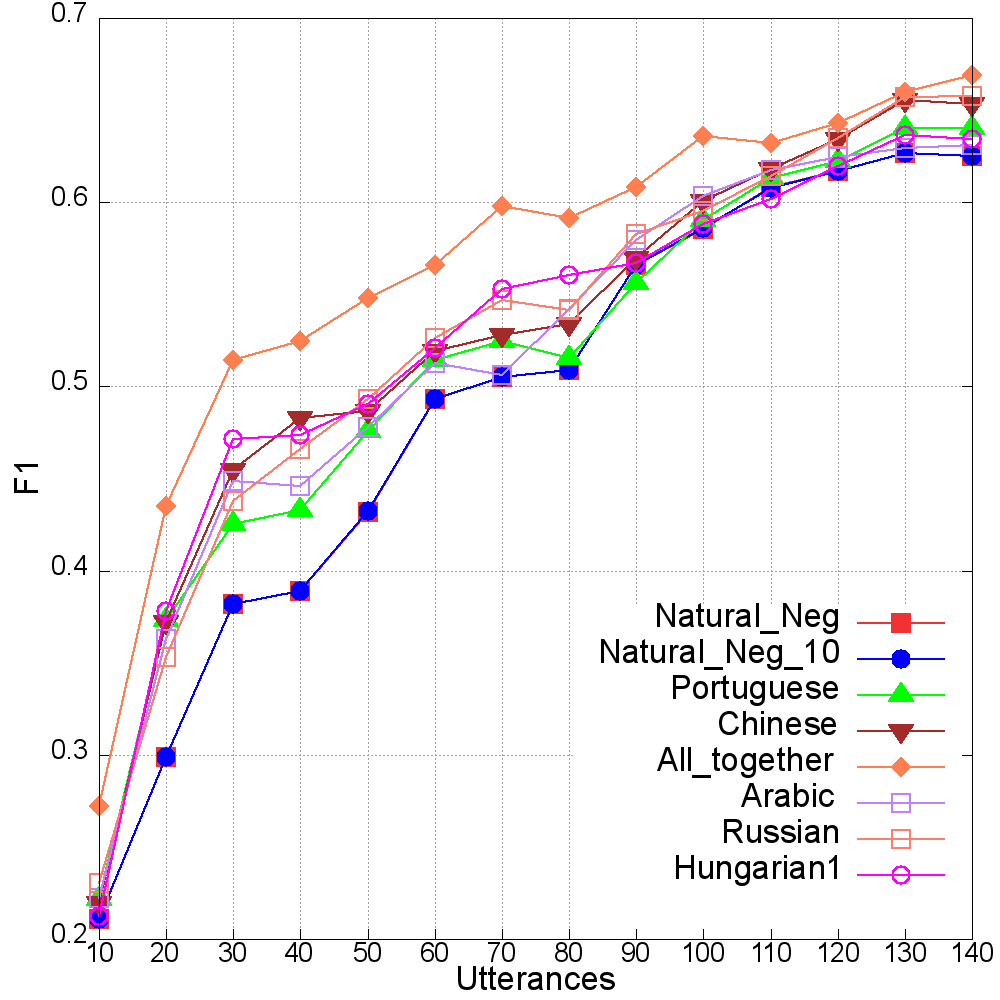 0.7
0.6
0.5
0.4
0.3
0.2
F1
Natural_Neg
Natural_Neg_10
Portuguese
Chinese
All_together
Arabic
Russian
Hungarian1
10 20 30 40 50 60 70 80 90 100 110 120 130 140
Utterances